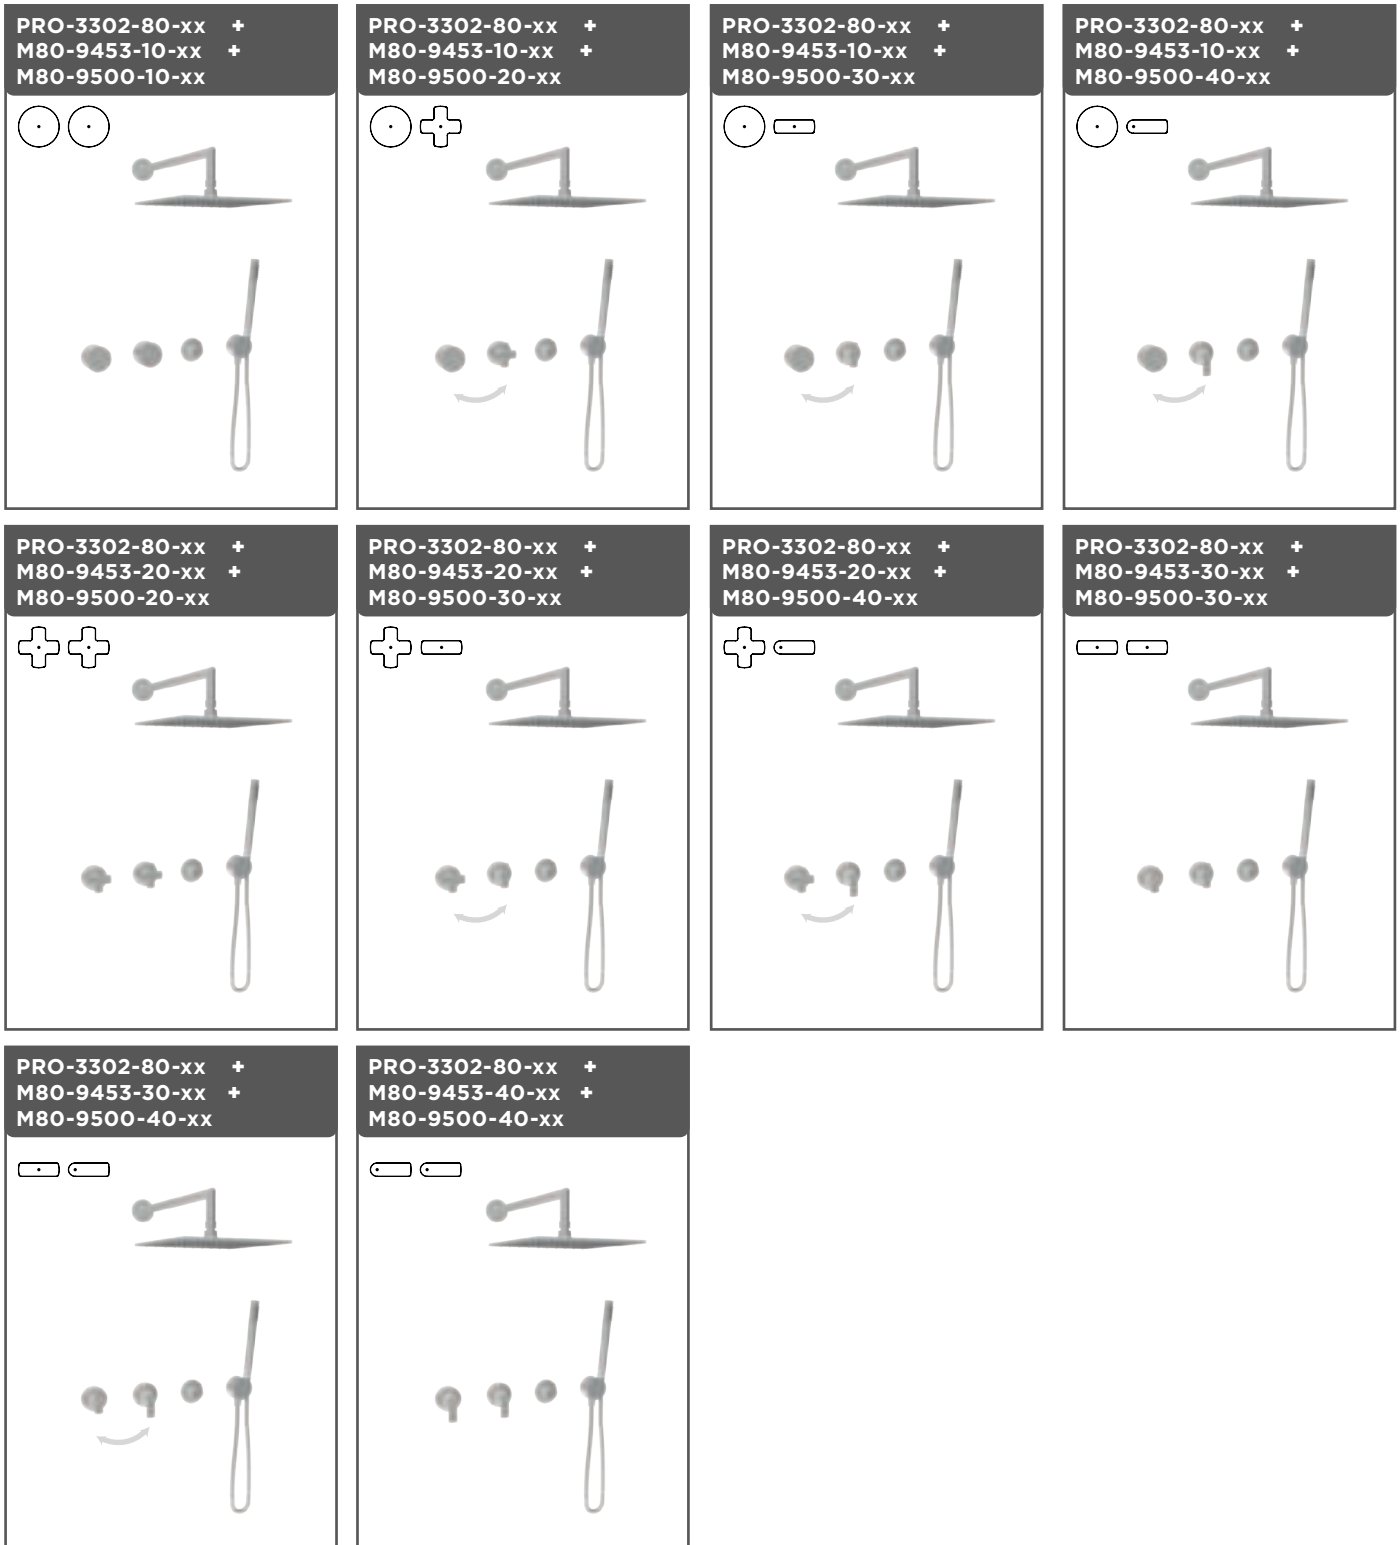 PRO-3302-80-xx +
M80-9453-10-xx +
M80-9500-10-xx
PRO-3302-80-xx +
M80-9453-10-xx +
M80-9500-20-xx
PRO-3302-80-xx +
M80-9453-10-xx +
M80-9500-30-xx
PRO-3302-80-xx +
M80-9453-10-xx +
M80-9500-40-xx
PRO-3302-80-xx +
M80-9453-20-xx +
M80-9500-20-xx
PRO-3302-80-xx +
M80-9453-20-xx +
M80-9500-30-xx
PRO-3302-80-xx +
M80-9453-20-xx +
M80-9500-40-xx
PRO-3302-80-xx +
M80-9453-30-xx +
M80-9500-30-xx
PRO-3302-80-xx +
M80-9453-30-xx +
M80-9500-40-xx
PRO-3302-80-xx +
M80-9453-40-xx +
M80-9500-40-xx